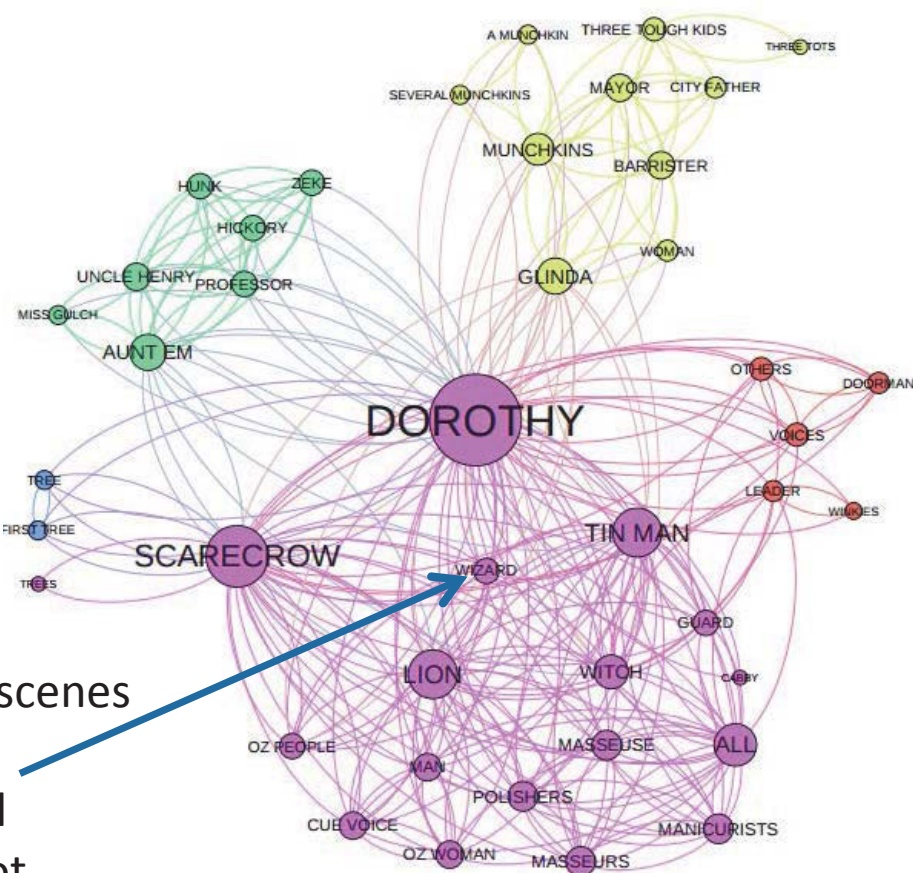 A MUNCHKIN
THREE TOUGH KIDS
THREE TOTS
SEVERAL MUNCHKINS
MAYOR
CITY FATHER
MUNCHKINS
BARRISTER
HUNK
ZEKE
HICKORY
WOMAN
UNCLE HENRY
PROFESSOR
GLINDA
MISS GULCH
AUNT EM
OTHERS
DOORMAN
DOROTHY
VOICES
TREE
LEADER
WINKIES
FIRST TREE
SCARECROW
TIN MAN
WIZARD
TREES
GUARD
LION
WITCH
CABBY
scenes
OZ PEOPLE
MASSEUSE
ALL
MAN
POLISHERS
CUE VOICE
MANICURISTS
OZ WOMAN
MASSEURS